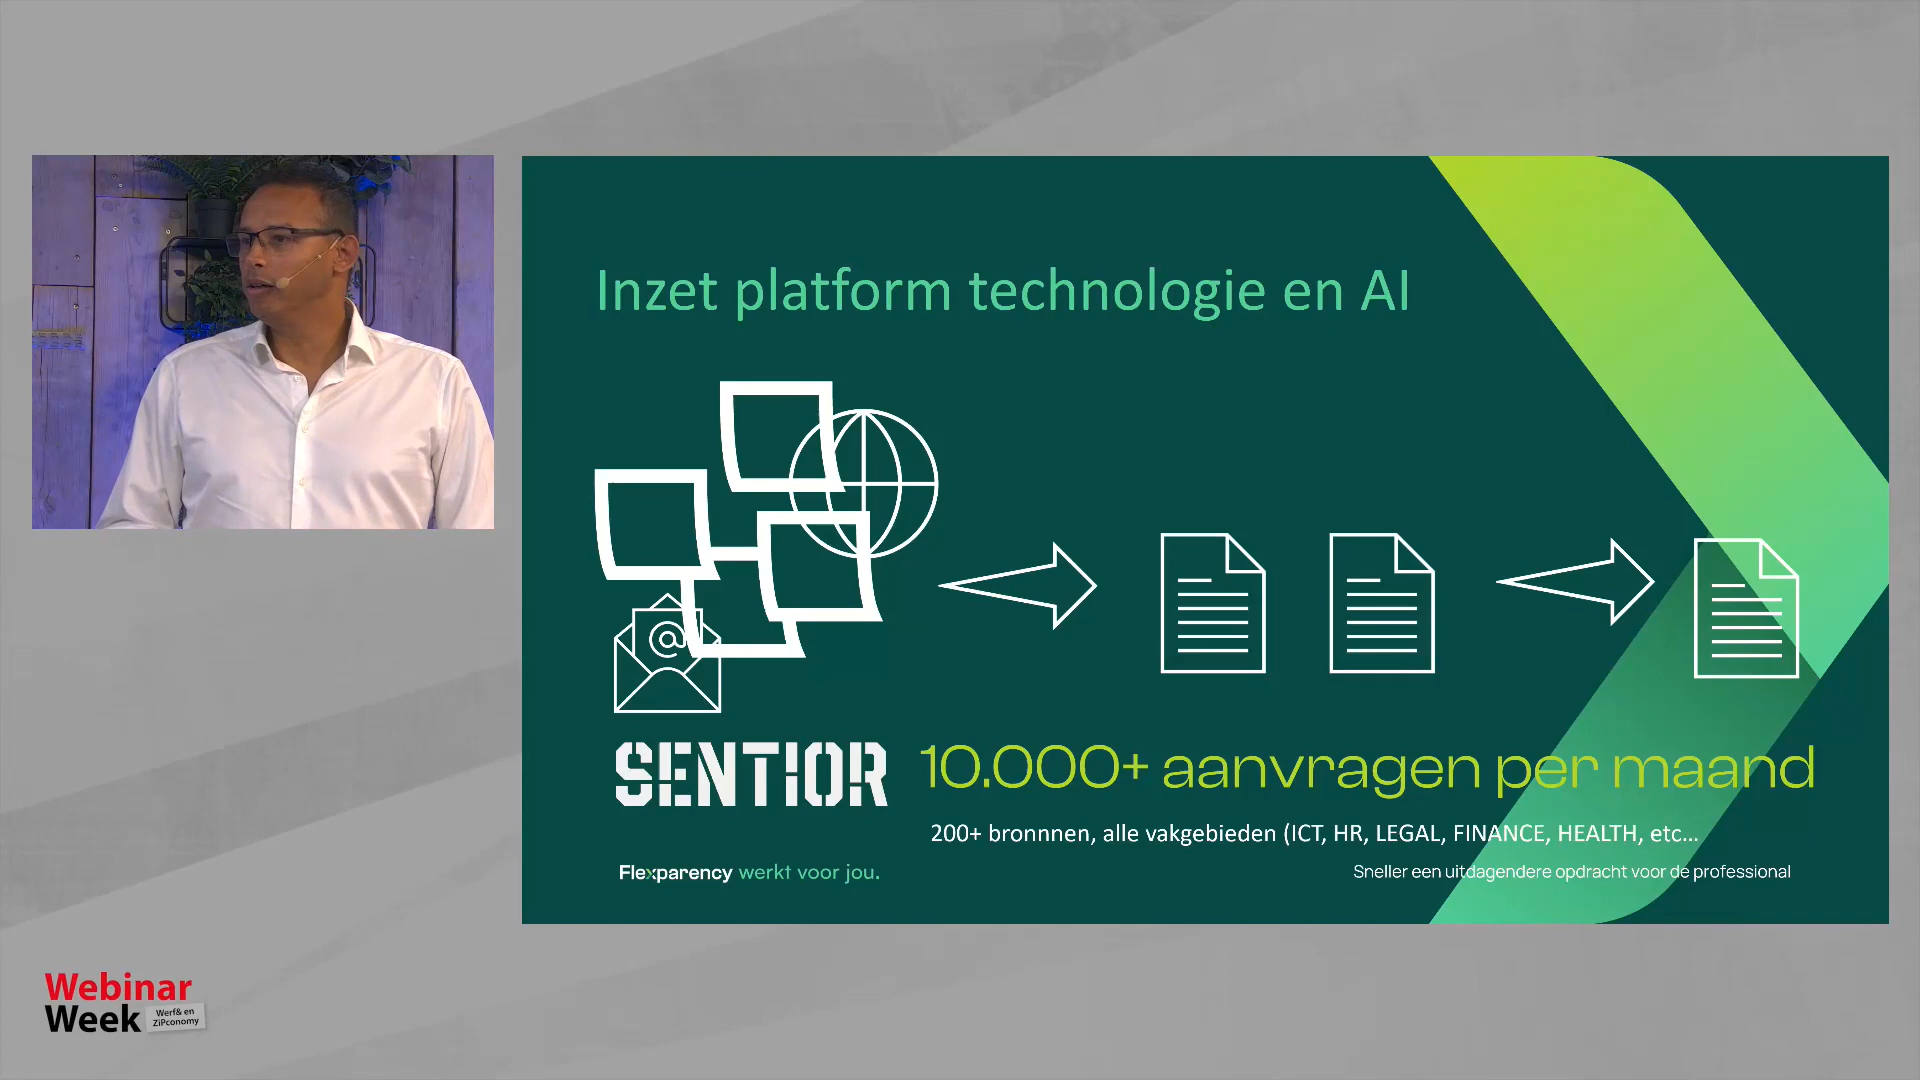 Inzet platform technologie en AI
@
SENTIOR
10.000+ aanvragen per maand
200+ bronnnen, alle vakgebieden (ICT, HR, LEGAL, FINANCE, HEALTH, etc...
Flexparency werkt voor jou.
Sneller een uitdagendere opdracht voor de professional
Webinar
Week
Werf& en
ZiPconomy